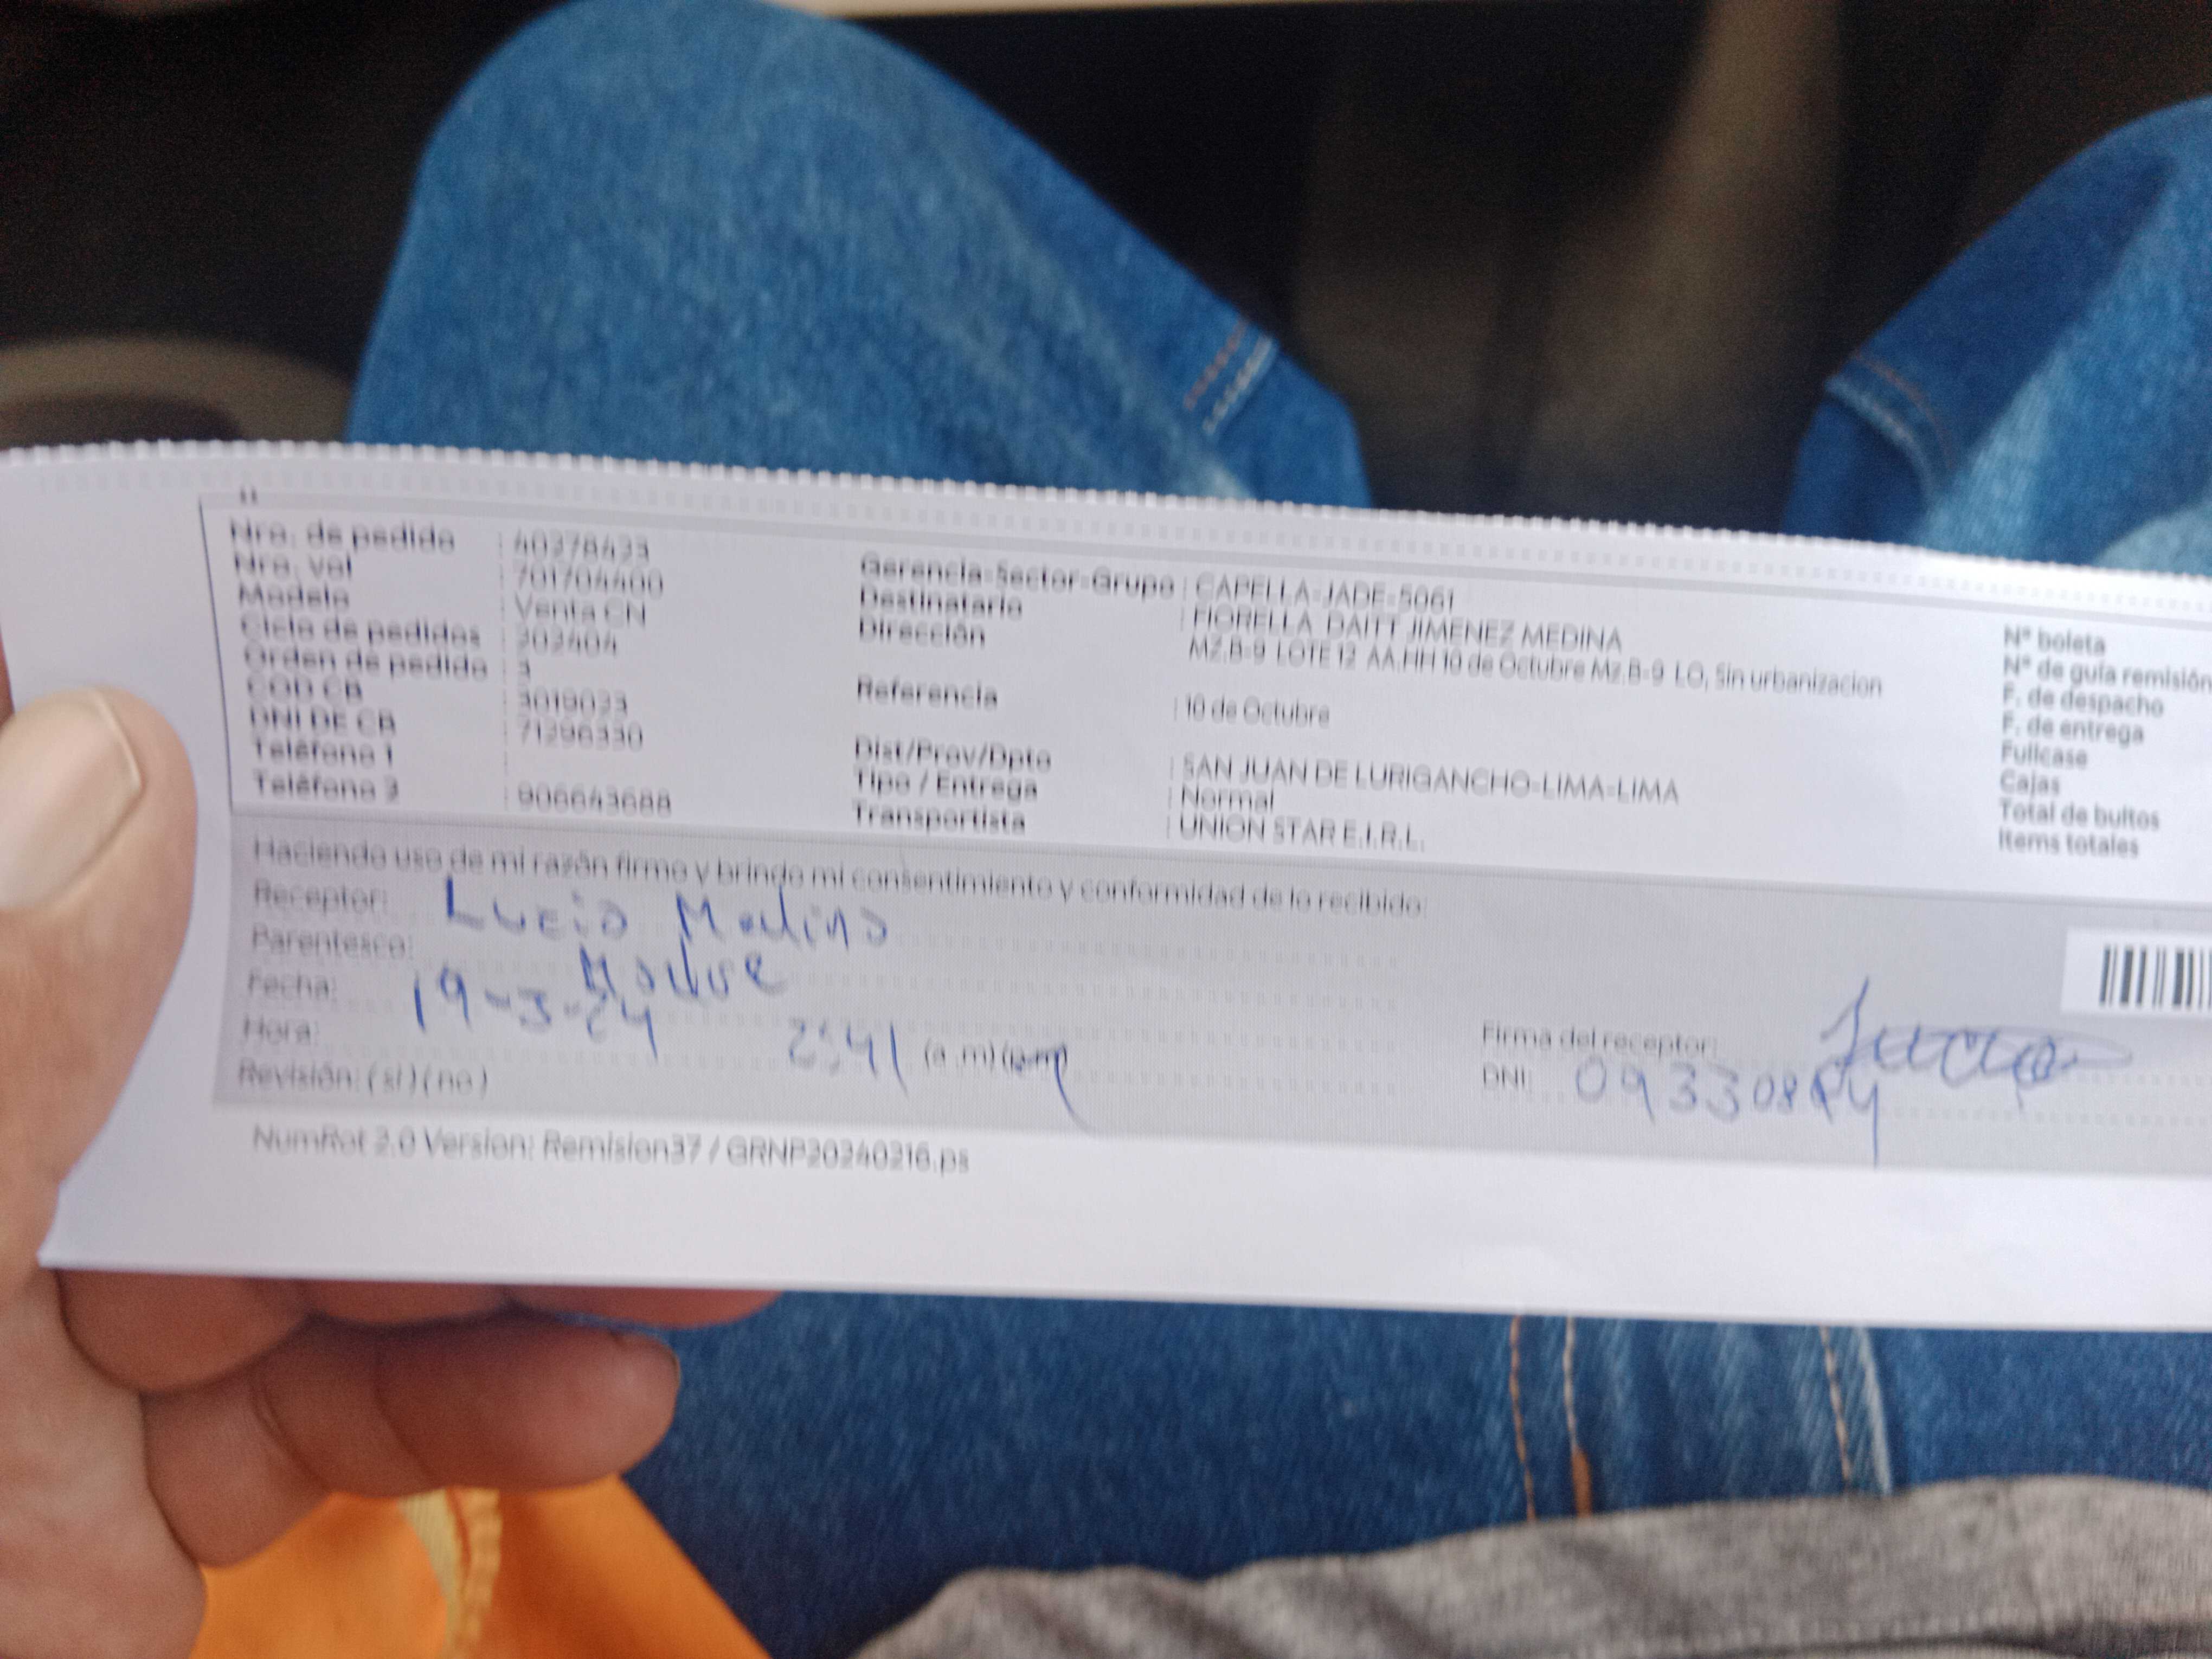 Nro. de pedido : 40378433
Nro. vol : 701704400
Modelo : Venta CN
Ciclo de pedidos : 202404
Orden de pedido : 3
COD CB : 3019033
DNI DE CB : 71296330
Teléfono 1 :
Teléfono 2 : 906643688
Gerencia-Sector-Grupo : CAPELLA-JADE-5061
Destinatario : FIORELLA DAITT JIMENEZ MEDINA
Dirección : MZ.B-9 LOTE 12 AA.HH 10 de Octubre Mz.B-9 LO, Sin urbanizacion
Referencia : 10 de Octubre
Dist/Prov/Dpto : SAN JUAN DE LURIGANCHO-LIMA-LIMA
Tipo / Entrega : Normal
Transportista : UNION STAR E.I.R.L.
N° boleta
N° de guía remisión
F. de despacho
F. de entrega
Fullcase
Cajas
Total de bultos
Items totales
Haciendo uso de mi razón firmo y brindo mi consentimiento y conformidad de lo recibido:
Receptor: Lucia Medina
Parentesco: Madre
Fecha: 19-3-24
Hora: 2:41 (a .m) (p.m)
Revisión: ( si ) ( no )
Firma del receptor:
DNI:
NumRot 2.0 Version: Remision37 / GRNP20240216.ps